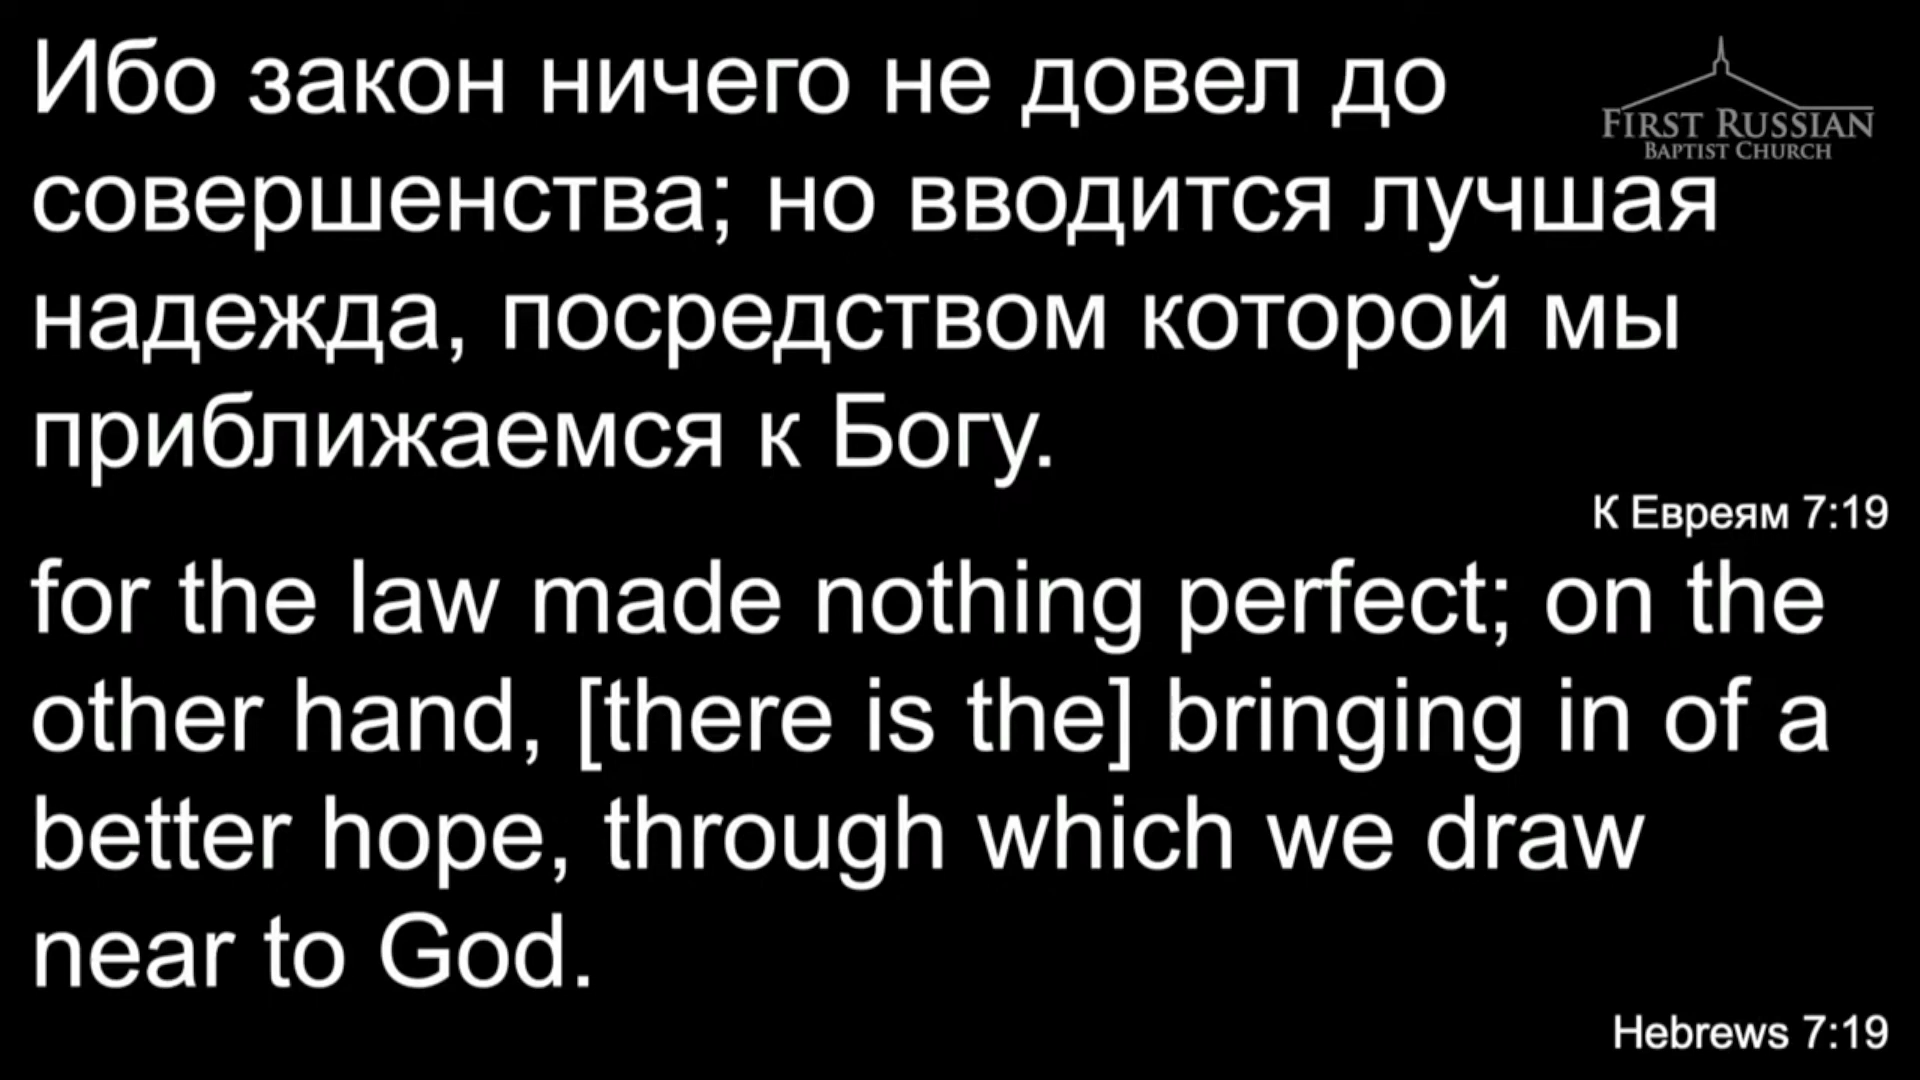 Ибо закон ничего не довел до
FIRST RUSSIAN
BAPTIST CHURCH
совершенства; но вводится лучшая
надежда, посредством которой мы
приближаемся к Богу.
К Евреям 7:19
for the law made nothing perfect; on the
other hand, [there is the] bringing in of a
better hope, through which we draw
near to God.
Hebrews 7:19